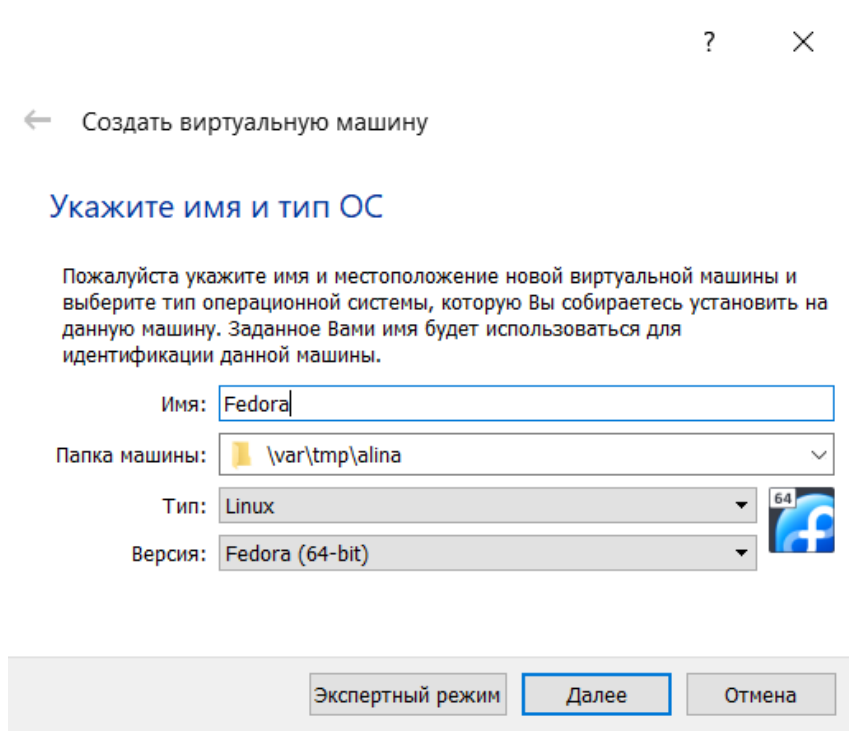 ?
Создать виртуальную машину
Укажите имя и тип ОС
Пожалуйста укажите имя и местоположение новой виртуальной машины и
выберите тип операционной системы, которую Вы собираетесь установить на
данную машину. Заданное Вами имя будет использоваться для
идентификации данной машины.
Имя: Fedora
Папка машины: \var\tmp\alina
Тип: Linux
64
Версия: Fedora (64-bit)
Экспертный режим Далее Отмена